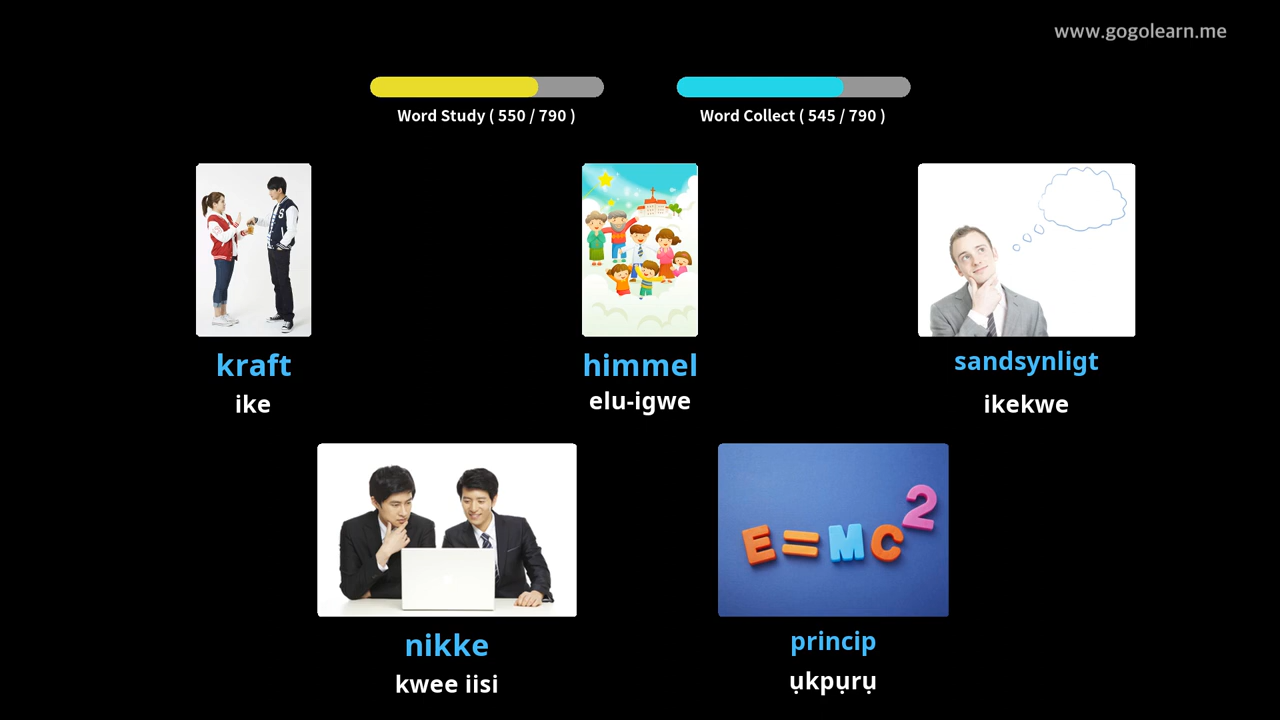 www.gogolearn.me
Word Study ( 550 / 790 )
Word Collect ( 545 / 790 )
S
kraft
ike
himmel
elu-igwe
sandsynligt
ikekwe
E=MC2
nikke
kwee iisi
princip
ụkpụrụ